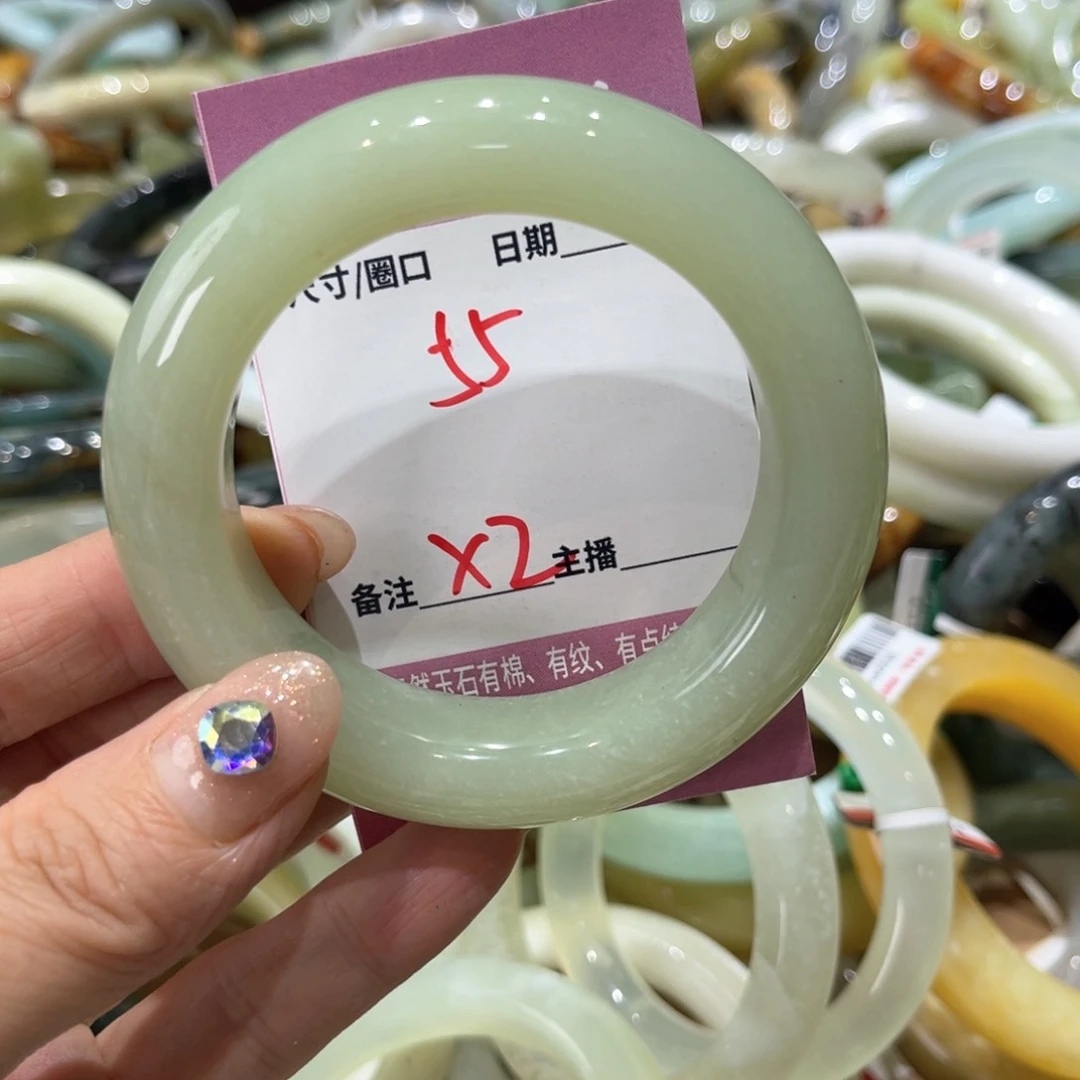 寸/圈口 日期
55
备注 x2 主播
然玉石有棉、有纹、有点